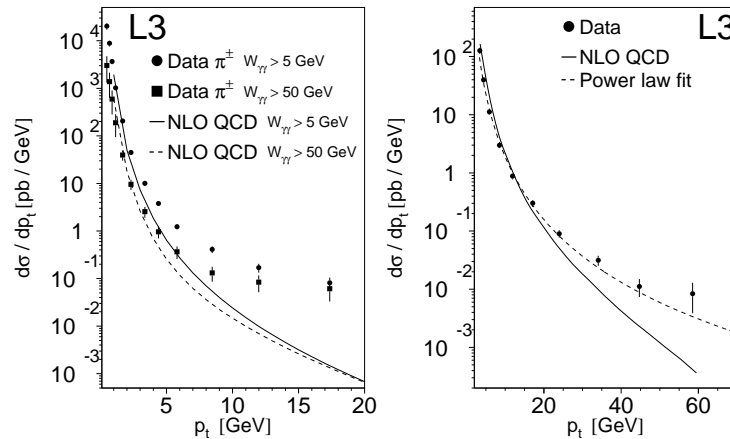 L3
Data π± Wγγ > 5 GeV
Data π± Wγγ > 50 GeV
NLO QCD Wγγ > 5 GeV
NLO QCD Wγγ > 50 GeV
dσ / dpt [pb / GeV]
10^4
10^3
10^2
10
1
10^-1
10^-2
10^-3
5 10 15 20
pt [GeV]
L3
Data
NLO QCD
Power law fit
dσ / dpt [pb / GeV]
10^2
10
1
10^-1
10^-2
10^-3
20 40 60
pt [GeV]